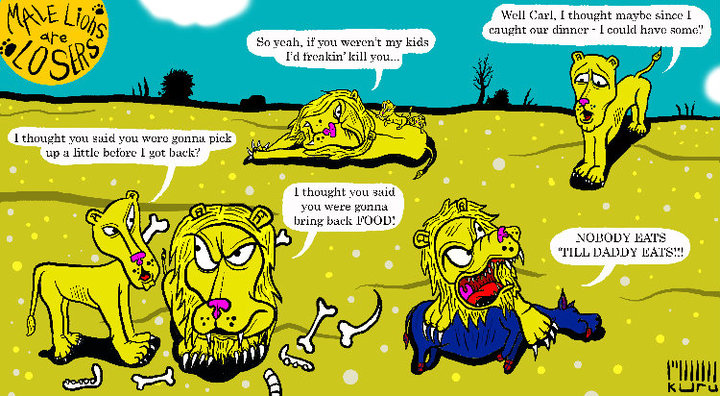 MALE Lions
are
LOSERS
So yeah, if you weren't my kids
I'd freakin' kill you...
Well Carl, I thought maybe since I
caught our dinner - I could have some?
I thought you said you were gonna pick
up a little before I got back?
I thought you said
you were gonna
bring back FOOD!
NOBODY EATS
'TILL DADDY EATS!!!
kuru